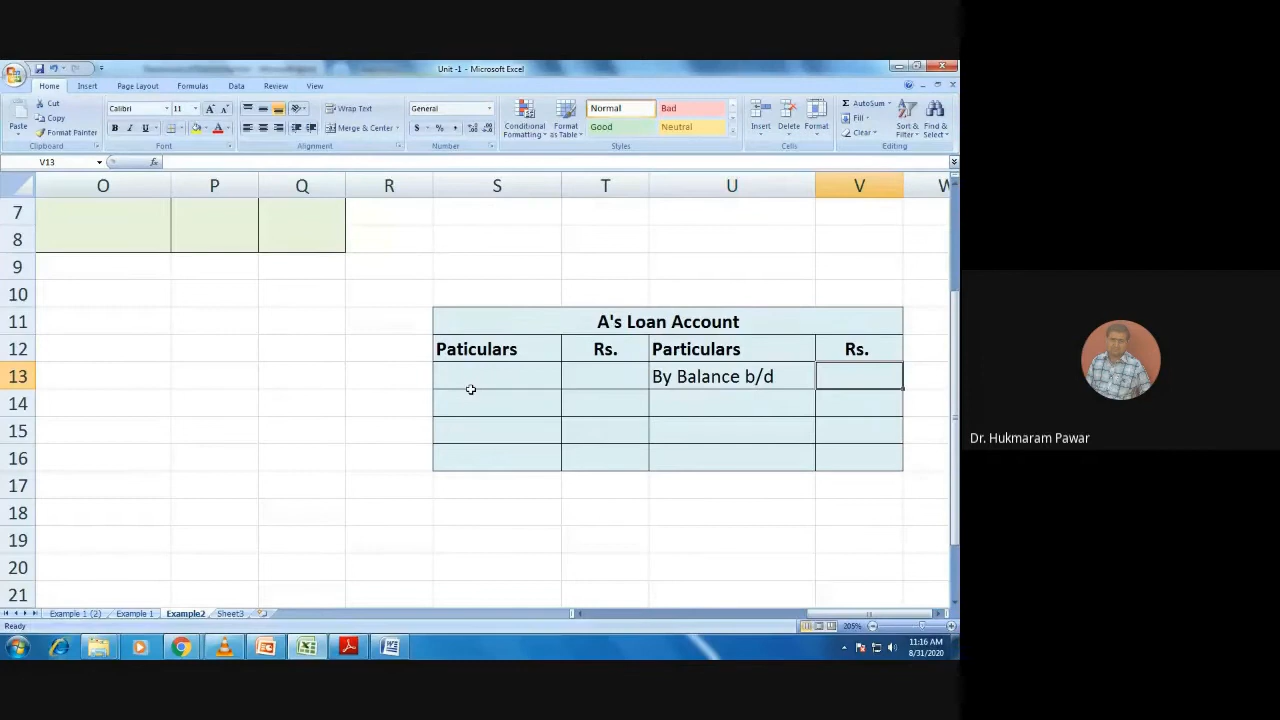 Unit -1 - Microsoft Excel
Home Insert Page Layout Formulas Data Review View
Paste
Cut
Copy
Format Painter
Clipboard
Calibri 11
B I U
Font
Wrap Text
Merge & Center
Alignment
General
$ % ,
Number
Conditional Formatting
Format as Table
Normal Bad
Good Neutral
Styles
Insert Delete Format
Cells
AutoSum
Fill
Clear
Sort & Filter
Find & Select
Editing
V13 fx
O P Q R S T U V W
7
8
9
10
11 A's Loan Account
12 Paticulars Rs. Particulars Rs.
13 By Balance b/d
14
15
16
17
18
19
20
21
Example 1 (2) Example 1 Example2 Sheet3
Ready 205%
11:16 AM
8/31/2020
Dr. Hukmaram Pawar